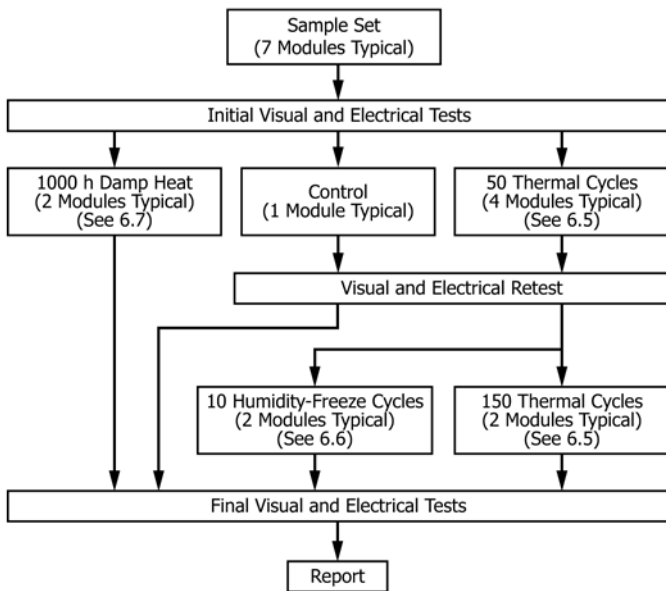 Sample Set
(7 Modules Typical)
Initial Visual and Electrical Tests
1000 h Damp Heat
(2 Modules Typical)
(See 6.7)
Control
(1 Module Typical)
50 Thermal Cycles
(4 Modules Typical)
(See 6.5)
Visual and Electrical Retest
10 Humidity-Freeze Cycles
(2 Modules Typical)
(See 6.6)
150 Thermal Cycles
(2 Modules Typical)
(See 6.5)
Final Visual and Electrical Tests
Report